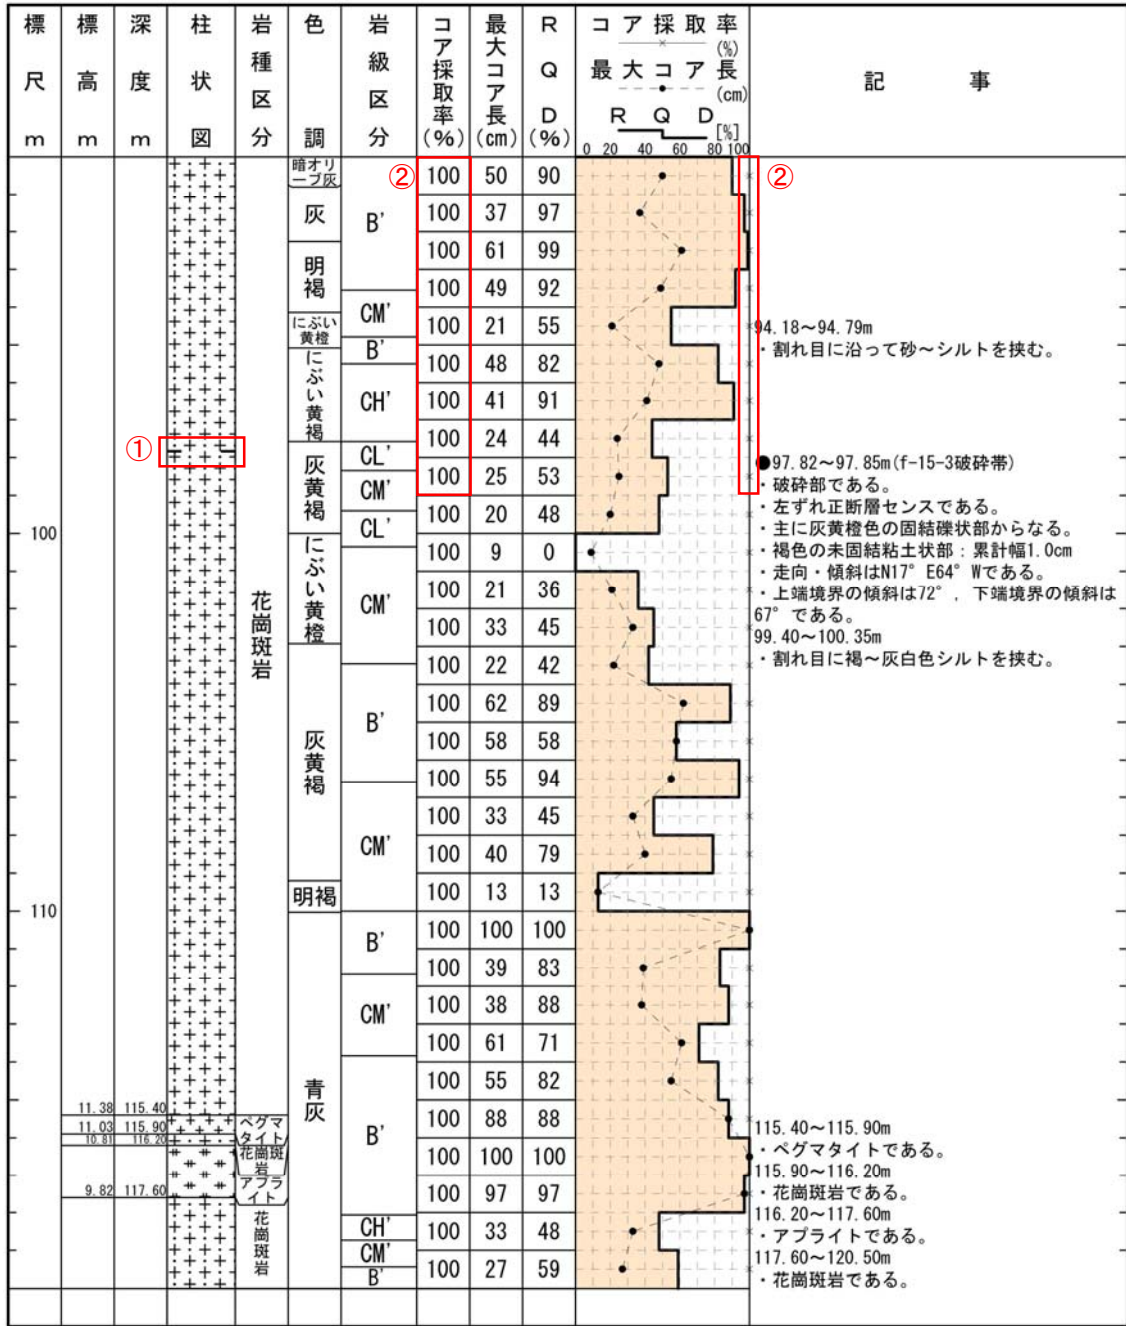 標尺m
標高m
深度m
柱状図
岩種区分
色調
岩級区分
コア採取率(%)
最大コア長(cm)
RQD(%)
コア採取率(%)
最大コア長(cm)
RQD[%]
0 20 40 60 80 100
記事
② ②
①
100
110
11.38 115.40
11.03 115.90
10.81 116.20
9.82 117.60
花崗斑岩
ペグマタイト
花崗斑岩
アプライト
花崗斑岩
暗オリーブ灰
灰
明褐
にぶい黄橙
にぶい黄褐
灰黄褐
にぶい黄橙
灰黄褐
明褐
青灰
B'
CM'
B'
CH'
CL'
CM'
CL'
CM'
B'
CM'
B'
CM'
B'
CH'
CM'
B'
100 50 90
100 37 97
100 61 99
100 49 92
100 21 55
100 48 82
100 41 91
100 24 44
100 25 53
100 20 48
100 9 0
100 21 36
100 33 45
100 22 42
100 62 89
100 58 58
100 55 94
100 33 45
100 40 79
100 13 13
100 100 100
100 39 83
100 38 88
100 61 71
100 55 82
100 88 88
100 100 100
100 97 97
100 33 48
100 27 59
94.18～94.79m
・割れ目に沿って砂～シルトを挟む。
●97.82～97.85m(f-15-3破砕帯)
・破砕部である。
・左ずれ正断層センスである。
・主に灰黄橙色の固結礫状部からなる。
・褐色の未固結粘土状部：累計幅1.0cm
・走向・傾斜はN17°E64°Wである。
・上端境界の傾斜は72°，下端境界の傾斜は
67°である。
99.40～100.35m
・割れ目に褐～灰白色シルトを挟む。
115.40～115.90m
・ペグマタイトである。
115.90～116.20m
・花崗斑岩である。
116.20～117.60m
・アプライトである。
117.60～120.50m
・花崗斑岩である。